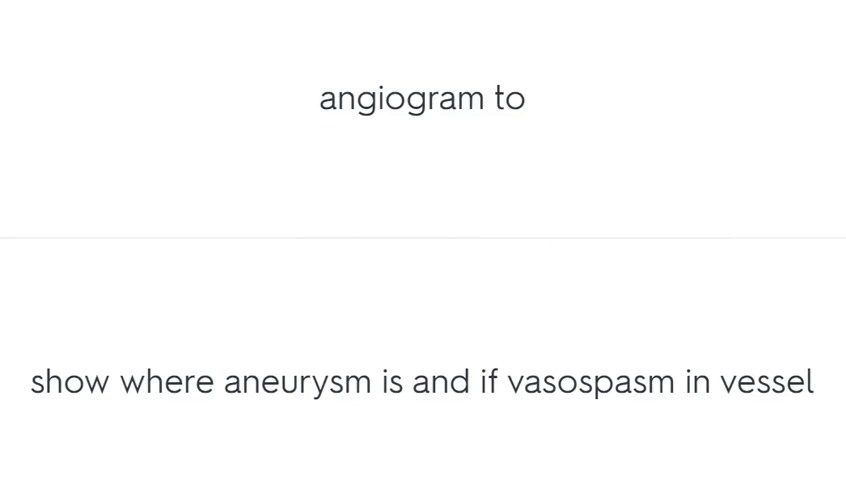 angiogram to
show where aneurysm is and if vasospasm in vessel